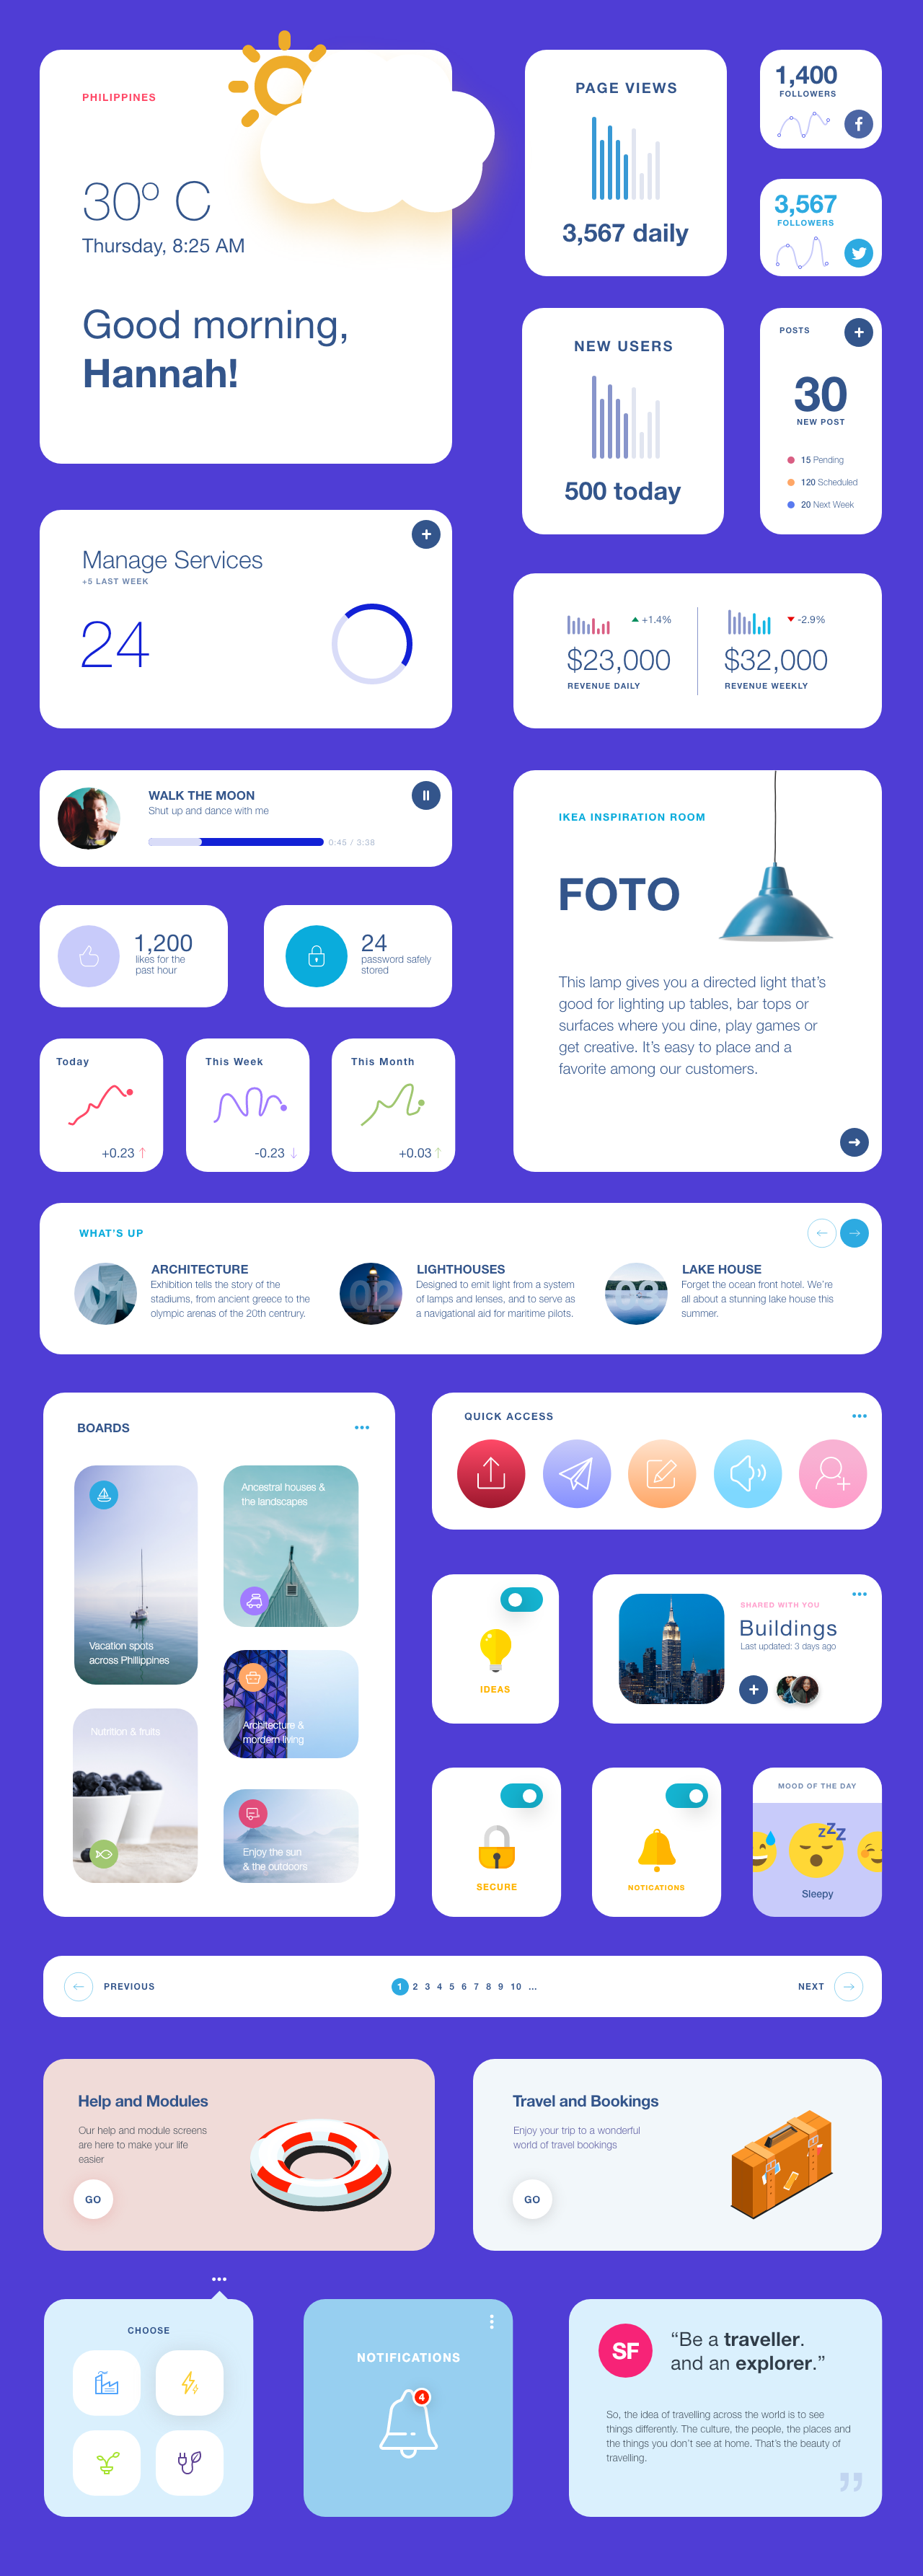 PHILIPPINES
30º C
Thursday, 8:25 AM
Good morning,
Hannah!
PAGE VIEWS
3,567 daily
1,400
FOLLOWERS
3,567
FOLLOWERS
NEW USERS
500 today
POSTS
30
NEW POST
15 Pending
120 Scheduled
20 Next Week
Manage Services
+5 LAST WEEK
24
+1.4%
$23,000
REVENUE DAILY
-2.9%
$32,000
REVENUE WEEKLY
WALK THE MOON
Shut up and dance with me
0:45 / 3:38
1,200
likes for the
past hour
24
password safely
stored
Today
+0.23
This Week
-0.23
This Month
+0.03
IKEA INSPIRATION ROOM
FOTO
This lamp gives you a directed light that’s
good for lighting up tables, bar tops or
surfaces where you dine, play games or
get creative. It’s easy to place and a
favorite among our customers.
WHAT’S UP
01
ARCHITECTURE
Exhibition tells the story of the
stadiums, from ancient greece to the
olympic arenas of the 20th century.
02
LIGHTHOUSES
Designed to emit light from a system
of lamps and lenses, and to serve as
a navigational aid for maritime pilots.
03
LAKE HOUSE
Forget the ocean front hotel. We’re
all about a stunning lake house this
summer.
BOARDS
Vacation spots
across Phillippines
Ancestral houses &
the landscapes
Architecture &
mordern living
Nutrition & fruits
Enjoy the sun
& the outdoors
QUICK ACCESS
IDEAS
SHARED WITH YOU
Buildings
Last updated: 3 days ago
SECURE
NOTICATIONS
MOOD OF THE DAY
zzZ
Sleepy
PREVIOUS
1 2 3 4 5 6 7 8 9 10 ...
NEXT
Help and Modules
Our help and module screens
are here to make your life
easier
GO
Travel and Bookings
Enjoy your trip to a wonderful
world of travel bookings
GO
CHOOSE
NOTIFICATIONS
4
SF
“Be a traveller.
and an explorer.”
So, the idea of travelling across the world is to see
things differently. The culture, the people, the places and
the things you don’t see at home. That’s the beauty of
travelling.
”